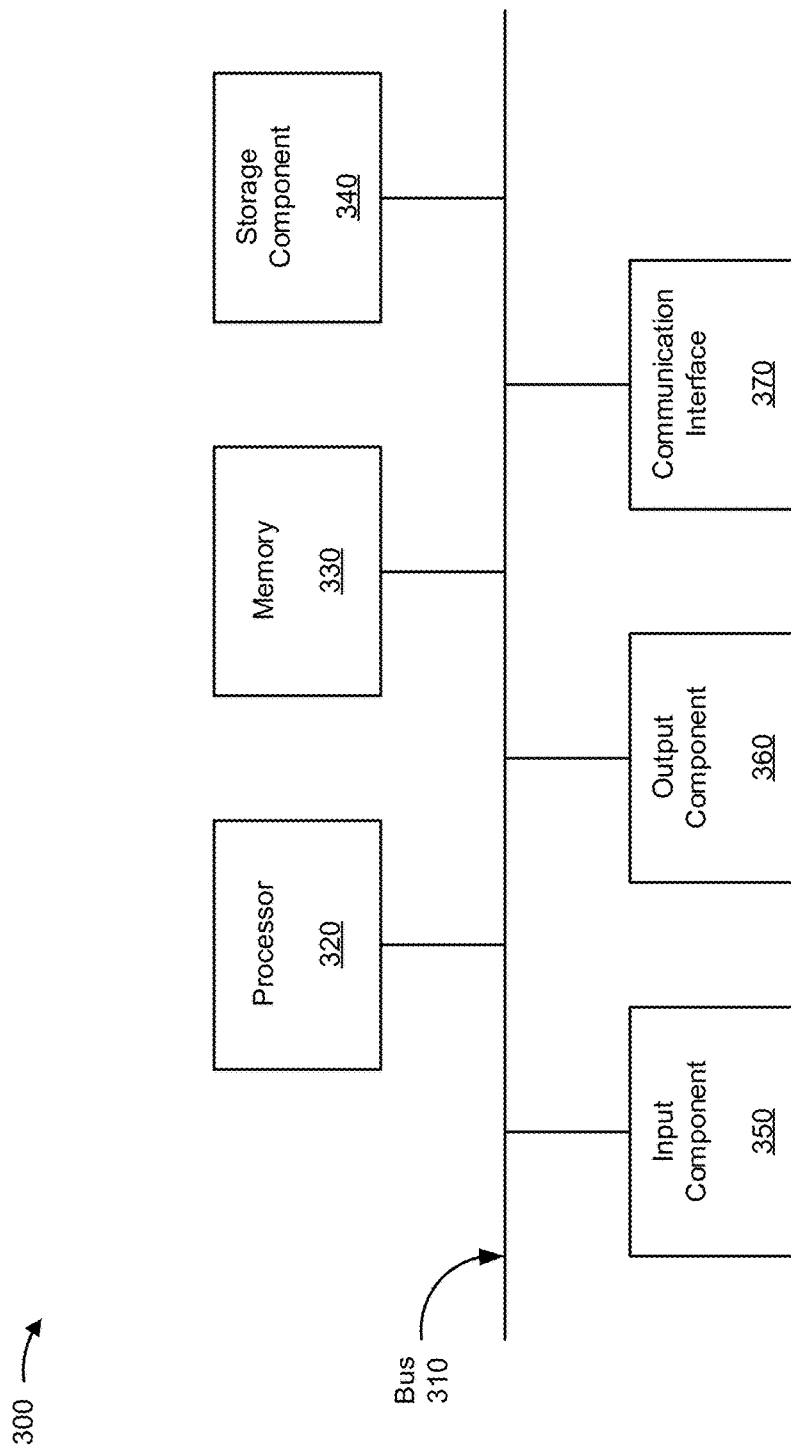 300
Bus
310
Processor
320
Memory
330
Storage
Component
340
Input
Component
350
Output
Component
360
Communication
Interface
370